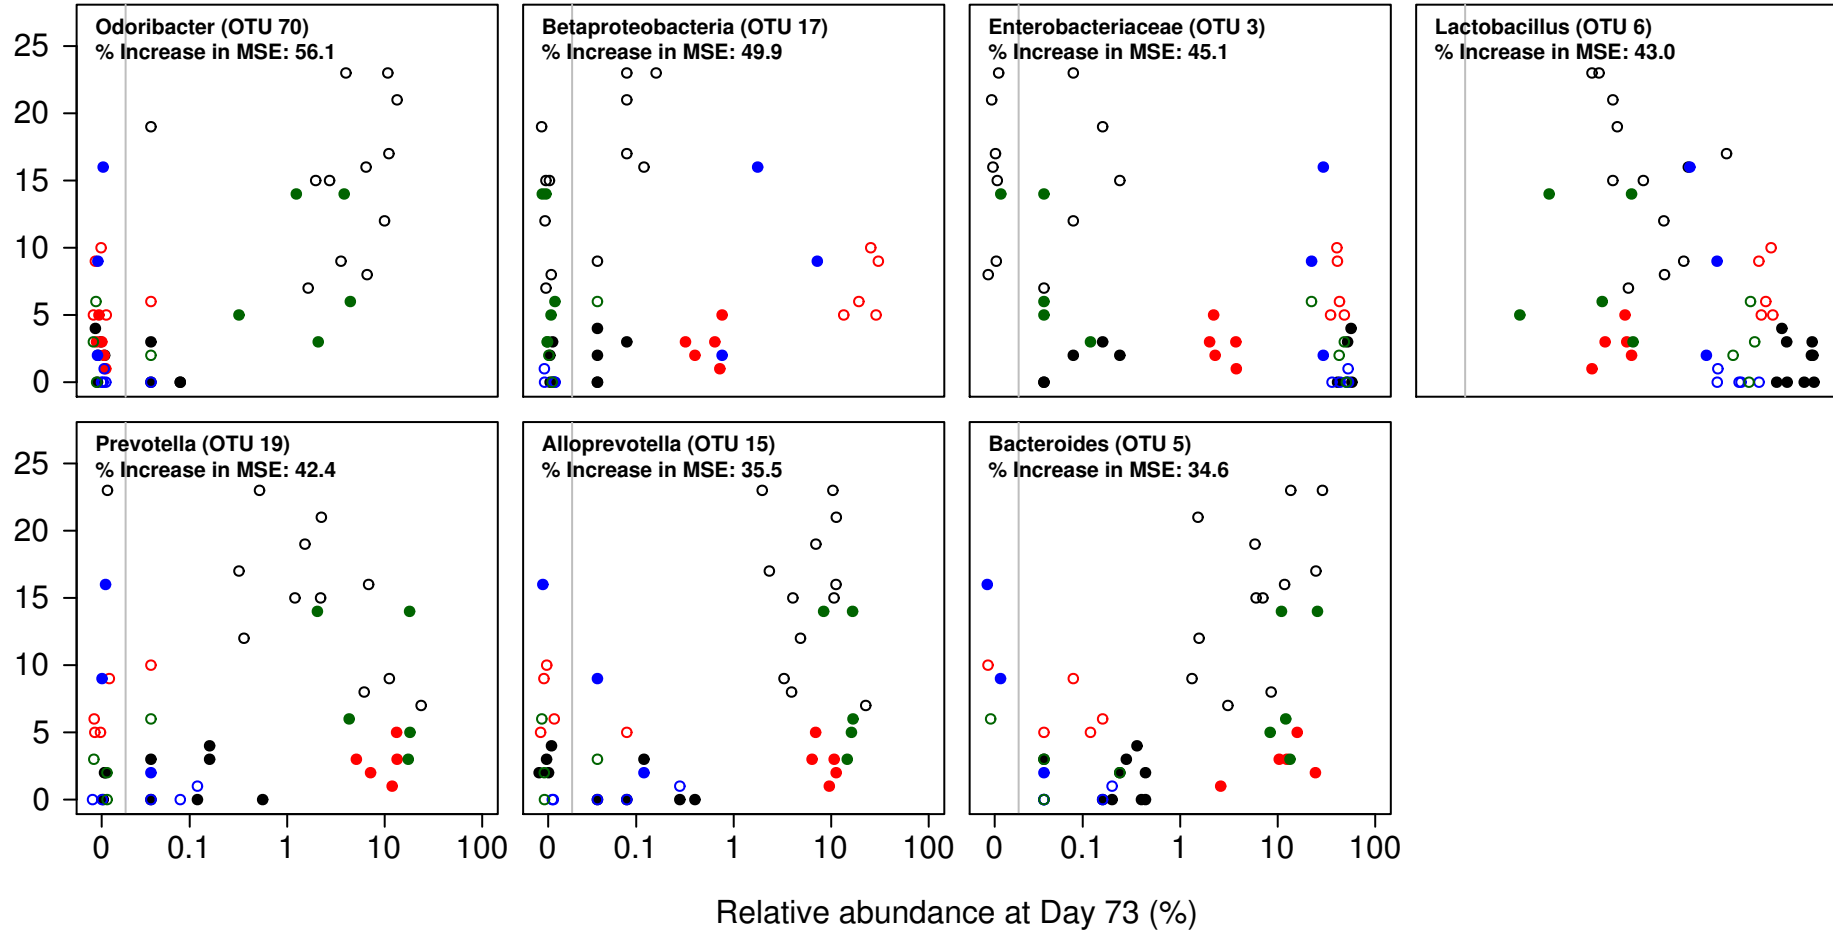 Odoribacter (OTU 70)
% Increase in MSE: 56.1
Betaproteobacteria (OTU 17)
% Increase in MSE: 49.9
Enterobacteriaceae (OTU 3)
% Increase in MSE: 45.1
Lactobacillus (OTU 6)
% Increase in MSE: 43.0
25
20
15
10
5
0
Prevotella (OTU 19)
% Increase in MSE: 42.4
Alloprevotella (OTU 15)
% Increase in MSE: 35.5
Bacteroides (OTU 5)
% Increase in MSE: 34.6
25
20
15
10
5
0
0 0.1 1 10 100
0 0.1 1 10 100
0 0.1 1 10 100
Relative abundance at Day 73 (%)